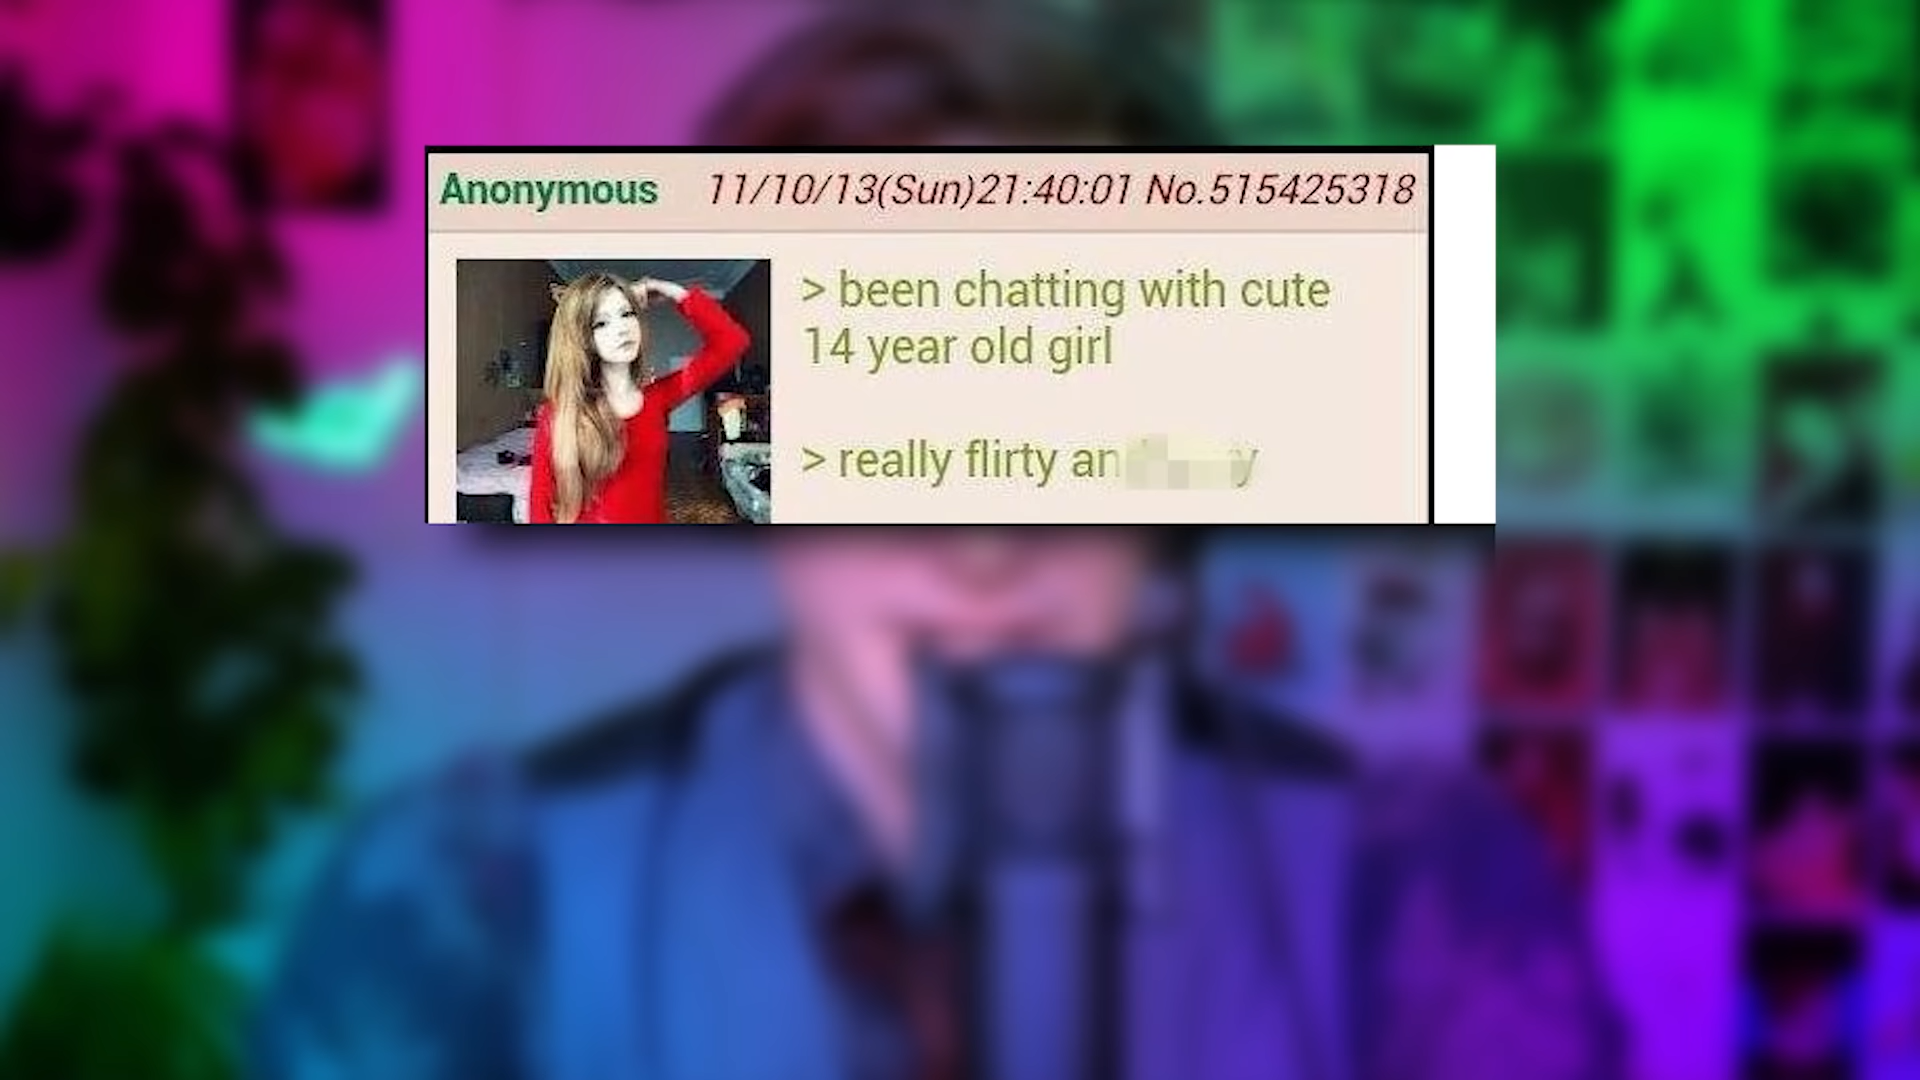 Anonymous 11/10/13(Sun)21:40:01 No.515425318
> been chatting with cute
14 year old girl
> really flirty an